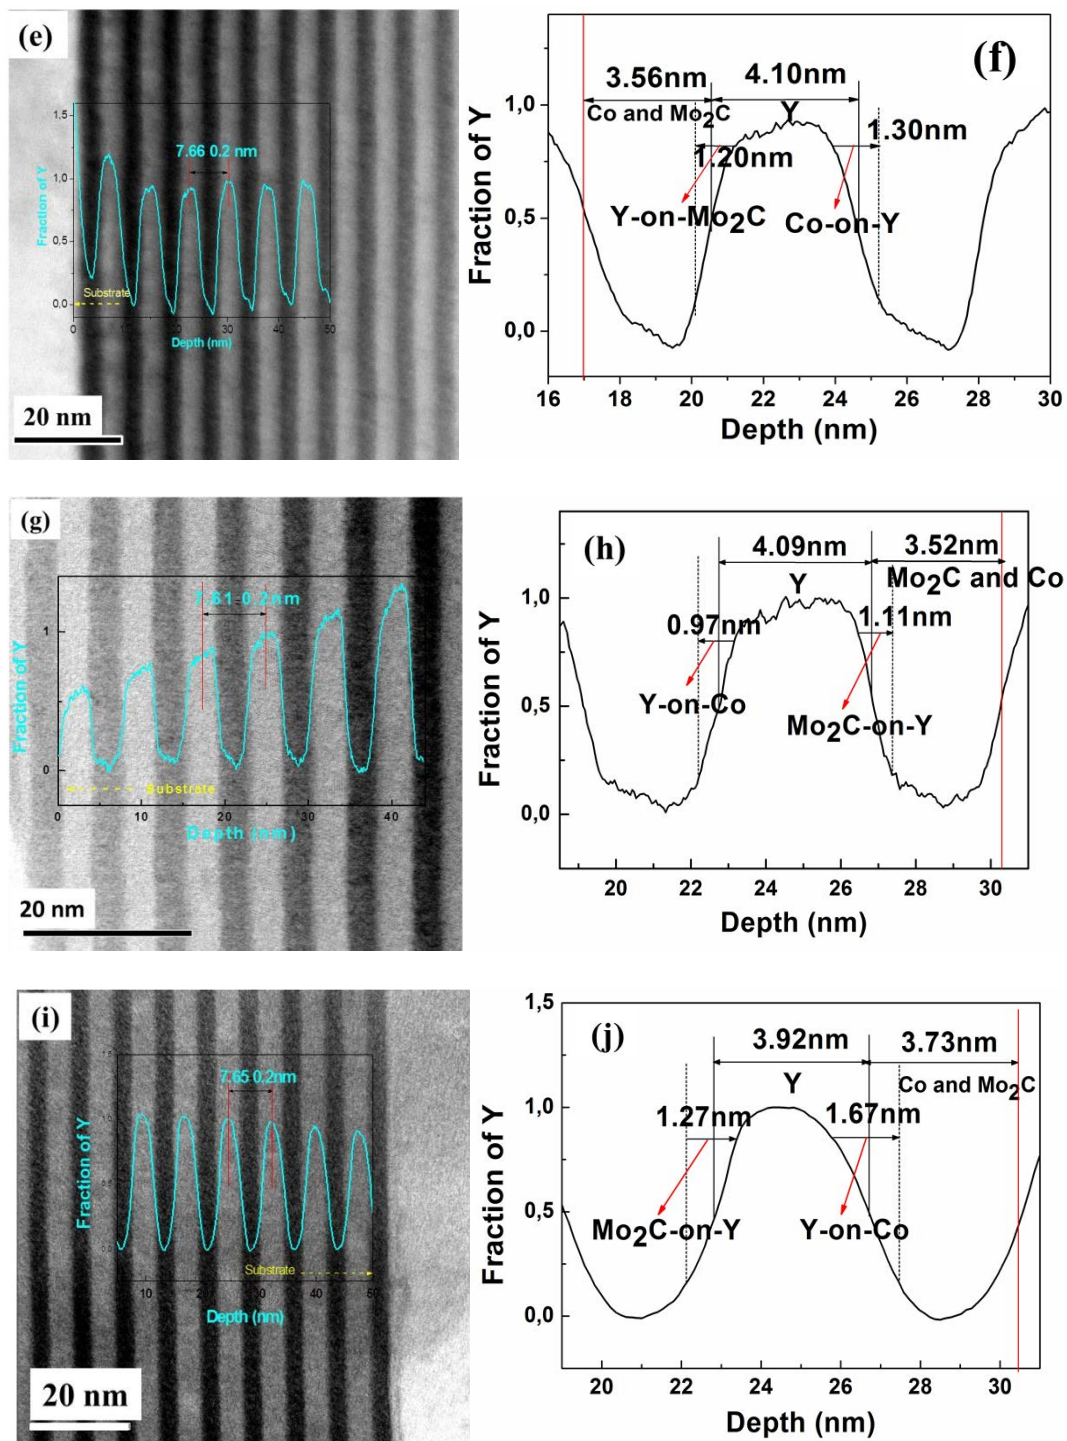 (e)
1,5
1,0
0,5
0,0
Fraction of Y
7.66 0.2 nm
Substrate
0 10 20 30 40 50
Depth (nm)
20 nm
(f)
3.56nm 4.10nm
Co and Mo2C Y
1.30nm
1.20nm
Y-on-Mo2C Co-on-Y
1,0
0,5
0,0
Fraction of Y
16 18 20 22 24 26 28 30
Depth (nm)
(g)
1
0
Fraction of Y
7.61 0.2nm
Substrate
0 10 20 30 40
Depth (nm)
20 nm
(h)
4.09nm 3.52nm
Y Mo2C and Co
0.97nm 1.11nm
Y-on-Co
Mo2C-on-Y
1,0
0,5
0,0
Fraction of Y
20 22 24 26 28 30
Depth (nm)
(i)
1,5
1,0
0,5
0,0
Fraction of Y
7.65 0.2nm
Substrate
10 20 30 40 50
Depth (nm)
20 nm
(j)
3.92nm 3.73nm
Y Co and Mo2C
1.27nm 1.67nm
Mo2C-on-Y Y-on-Co
1,5
1,0
0,5
0,0
Fraction of Y
20 22 24 26 28 30
Depth (nm)